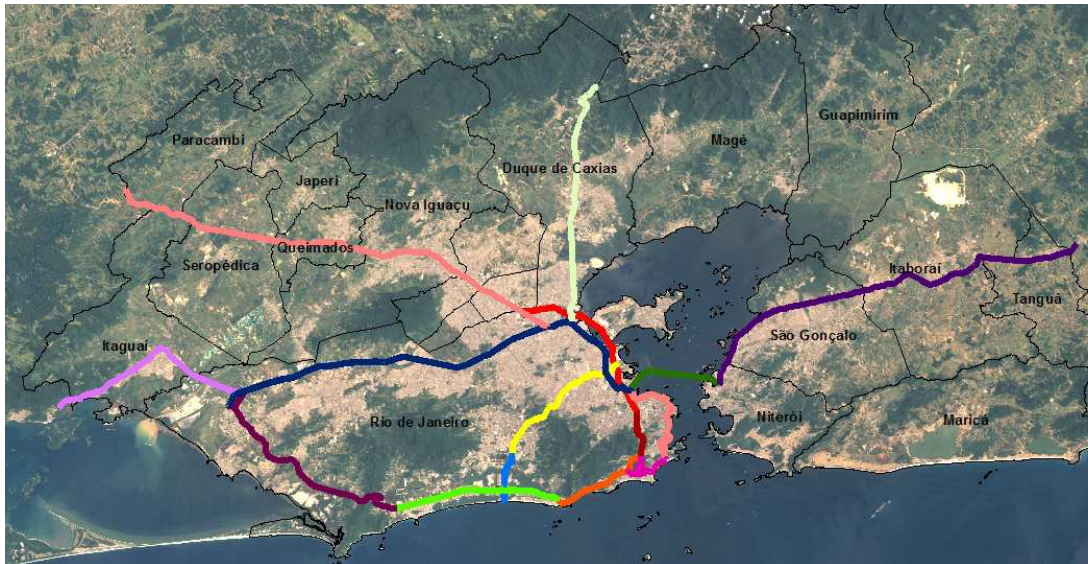 Guapimirim
Paracambi
Magé
Duque de Caxias
Japeri
Nova Iguaçu
Queimados
Seropédica
Itaboraí
Tanguá
São Gonçalo
Itaguaí
Rio de Janeiro
Niterói
Maricá